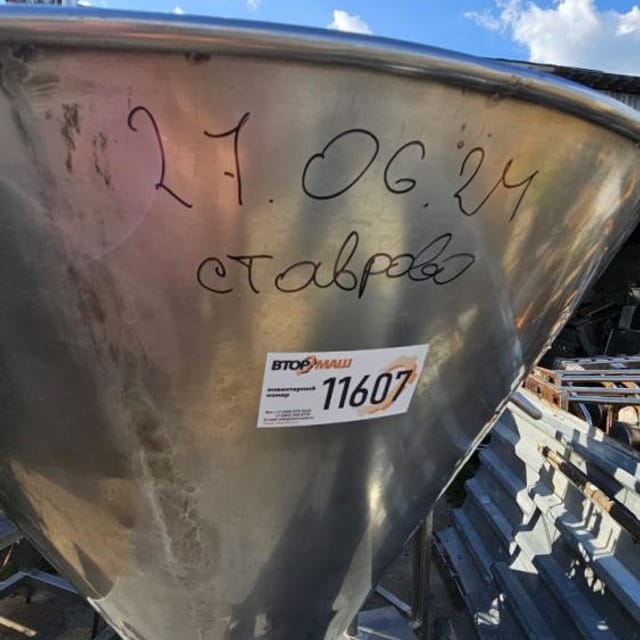 27.06.24
ставрово
ВТОРМАШ
инвентарный
номер
11607